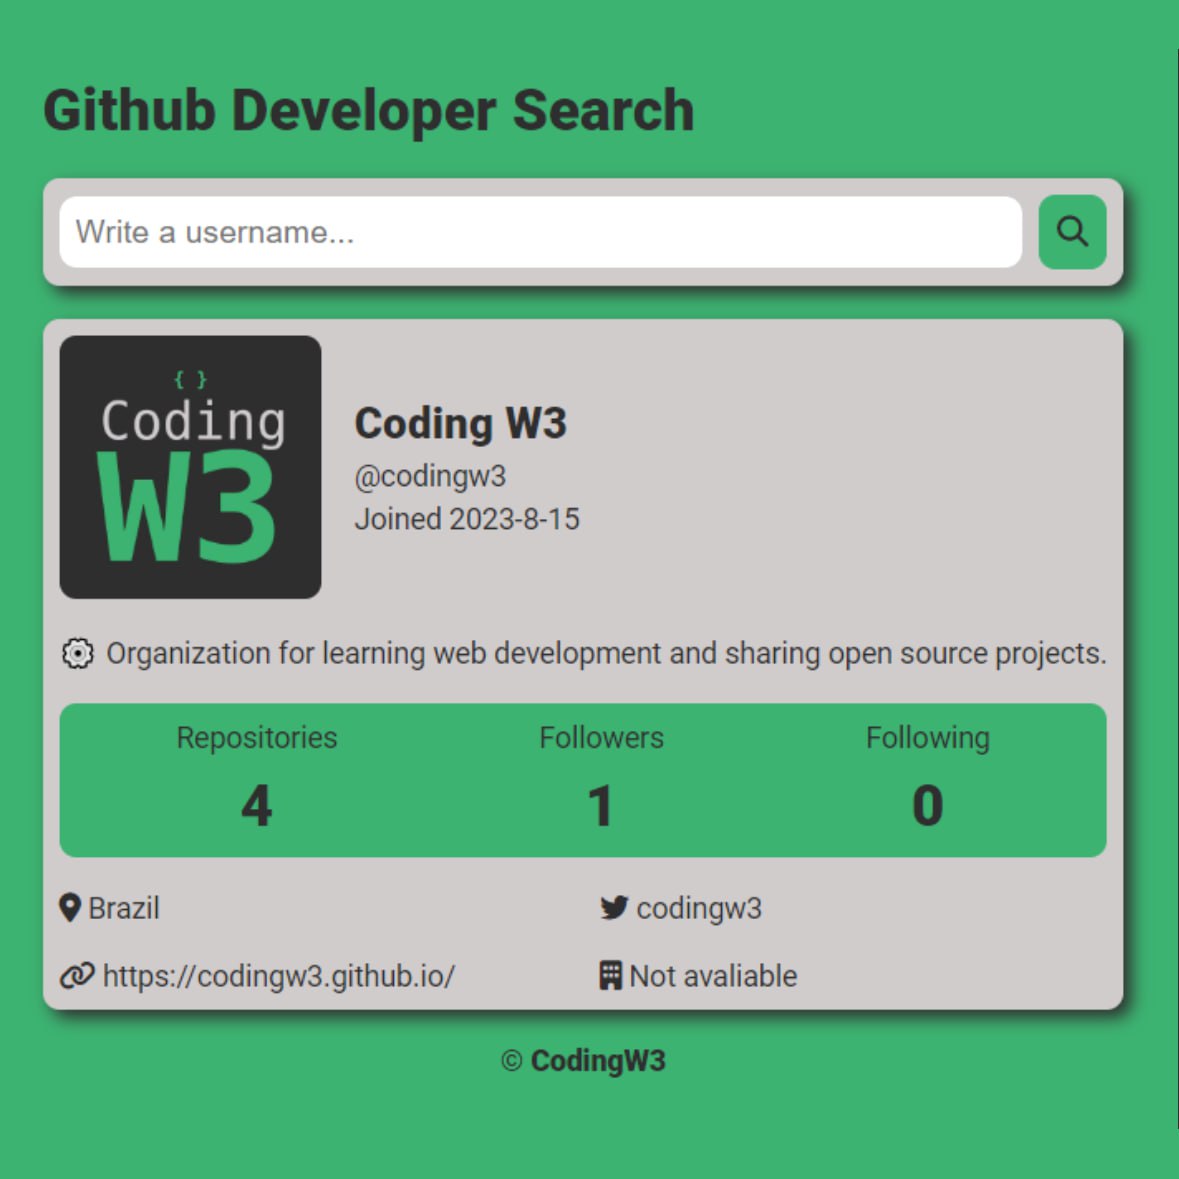 Github Developer Search
Write a username...
{ }
Coding
W3
Coding W3
@codingw3
Joined 2023-8-15
Organization for learning web development and sharing open source projects.
Repositories Followers Following
4 1 0
Brazil codingw3
https://codingw3.github.io/ Not avaliable
© CodingW3